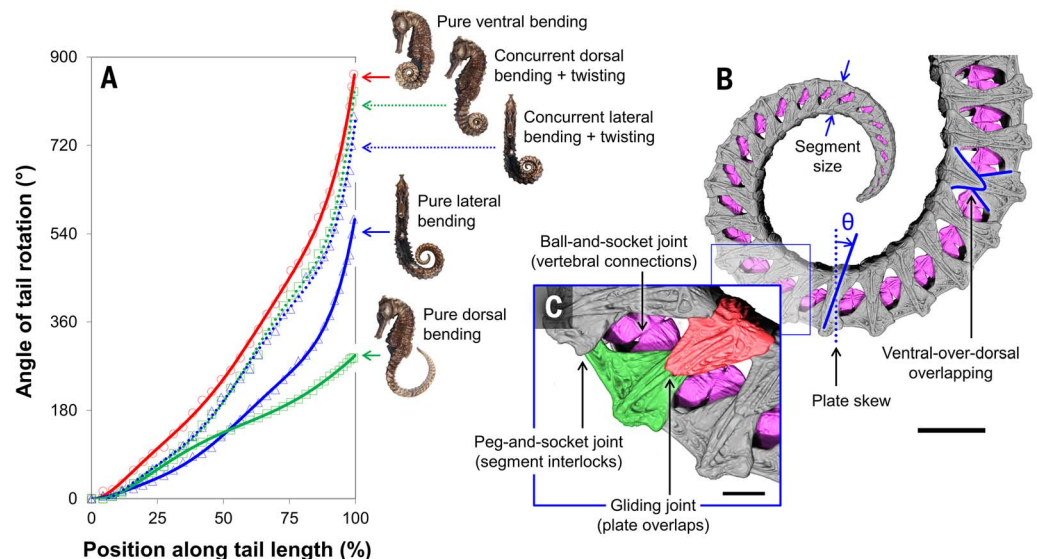 A
900
720
540
360
180
0
0
25
50
75
100
Angle of tail rotation (°)
Position along tail length (%)
Pure ventral bending
Concurrent dorsal
bending + twisting
Concurrent lateral
bending + twisting
Pure lateral
bending
Pure dorsal
bending
B
Segment
size
θ
Ventral-over-dorsal
overlapping
Plate skew
Ball-and-socket joint
(vertebral connections)
C
Peg-and-socket joint
(segment interlocks)
Gliding joint
(plate overlaps)